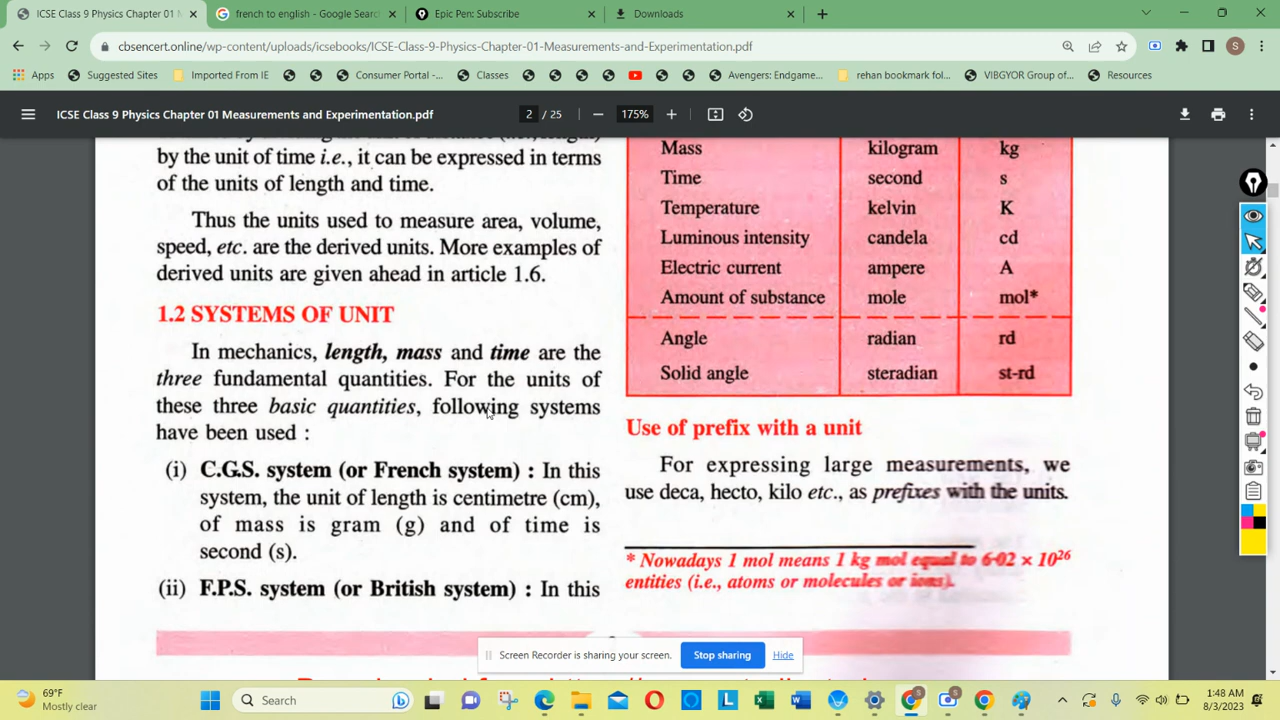 ICSE Class 9 Physics Chapter 01 M
french to english - Google Searc
Epic Pen: Subscribe
Downloads
cbsencert.online/wp-content/uploads/icsebooks/ICSE-Class-9-Physics-Chapter-01-Measurements-and-Experimentation.pdf
S
Apps
Suggested Sites
Imported From IE
Consumer Portal -...
Classes
Avengers: Endgame...
rehan bookmark fol...
VIBGYOR Group of...
Resources
ICSE Class 9 Physics Chapter 01 Measurements and Experimentation.pdf
2 / 25
175%
by the unit of time i.e., it can be expressed in terms
of the units of length and time.
Thus the units used to measure area, volume,
speed, etc. are the derived units. More examples of
derived units are given ahead in article 1.6.
1.2 SYSTEMS OF UNIT
In mechanics, length, mass and time are the
three fundamental quantities. For the units of
these three basic quantities, following systems
have been used :
(i) C.G.S. system (or French system) : In this
system, the unit of length is centimetre (cm),
of mass is gram (g) and of time is
second (s).
(ii) F.P.S. system (or British system) : In this
Mass kilogram kg
Time second s
Temperature kelvin K
Luminous intensity candela cd
Electric current ampere A
Amount of substance mole mol*
Angle radian rd
Solid angle steradian st-rd
Use of prefix with a unit
For expressing large measurements, we
use deca, hecto, kilo etc., as prefixes with the units.
* Nowadays 1 mol means 1 kg mol equal to 6·02 × 10²⁶
entities (i.e., atoms or molecules or ions).
Screen Recorder is sharing your screen.
Stop sharing
Hide
69°F
Mostly clear
Search
1:48 AM
8/3/2023